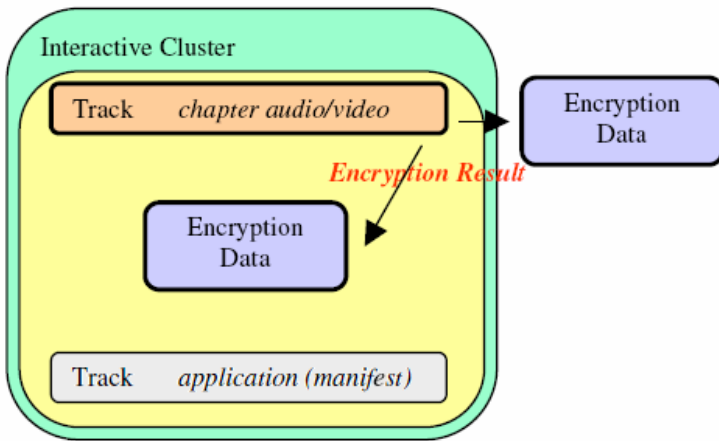 Interactive Cluster
Track chapter audio/video
Encryption
Data
Encryption Result
Encryption
Data
Track application (manifest)